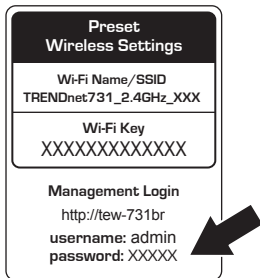 Preset
Wireless Settings
Wi-Fi Name/SSID
TRENDnet731_2.4GHz_XXX
Wi-Fi Key
XXXXXXXXXXXXX
Management Login
http://tew-731br
username: admin
password: XXXXX